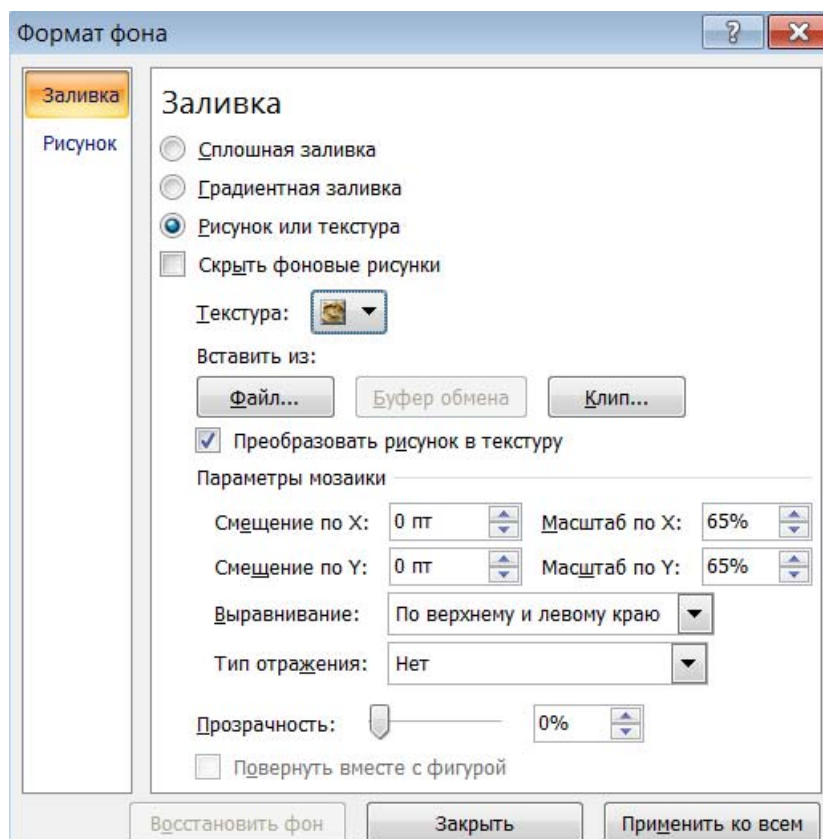 Формат фона
Заливка
Рисунок
Заливка
Сплошная заливка
Градиентная заливка
Рисунок или текстура
Скрыть фоновые рисунки
Текстура:
Вставить из:
Файл... Буфер обмена Клип...
Преобразовать рисунок в текстуру
Параметры мозаики
Смещение по X: 0 пт Масштаб по X: 65%
Смещение по Y: 0 пт Масштаб по Y: 65%
Выравнивание: По верхнему и левому краю
Тип отражения: Нет
Прозрачность: 0%
Повернуть вместе с фигурой
Восстановить фон Закрыть Применить ко всем